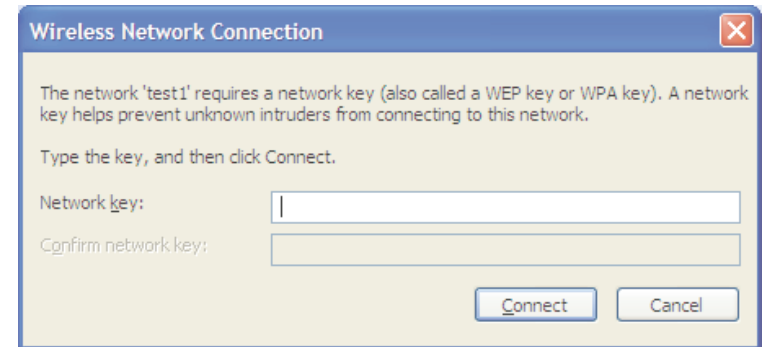 Wireless Network Connection
The network 'test1' requires a network key (also called a WEP key or WPA key). A network
key helps prevent unknown intruders from connecting to this network.
Type the key, and then click Connect.
Network key:
Confirm network key:
Connect Cancel